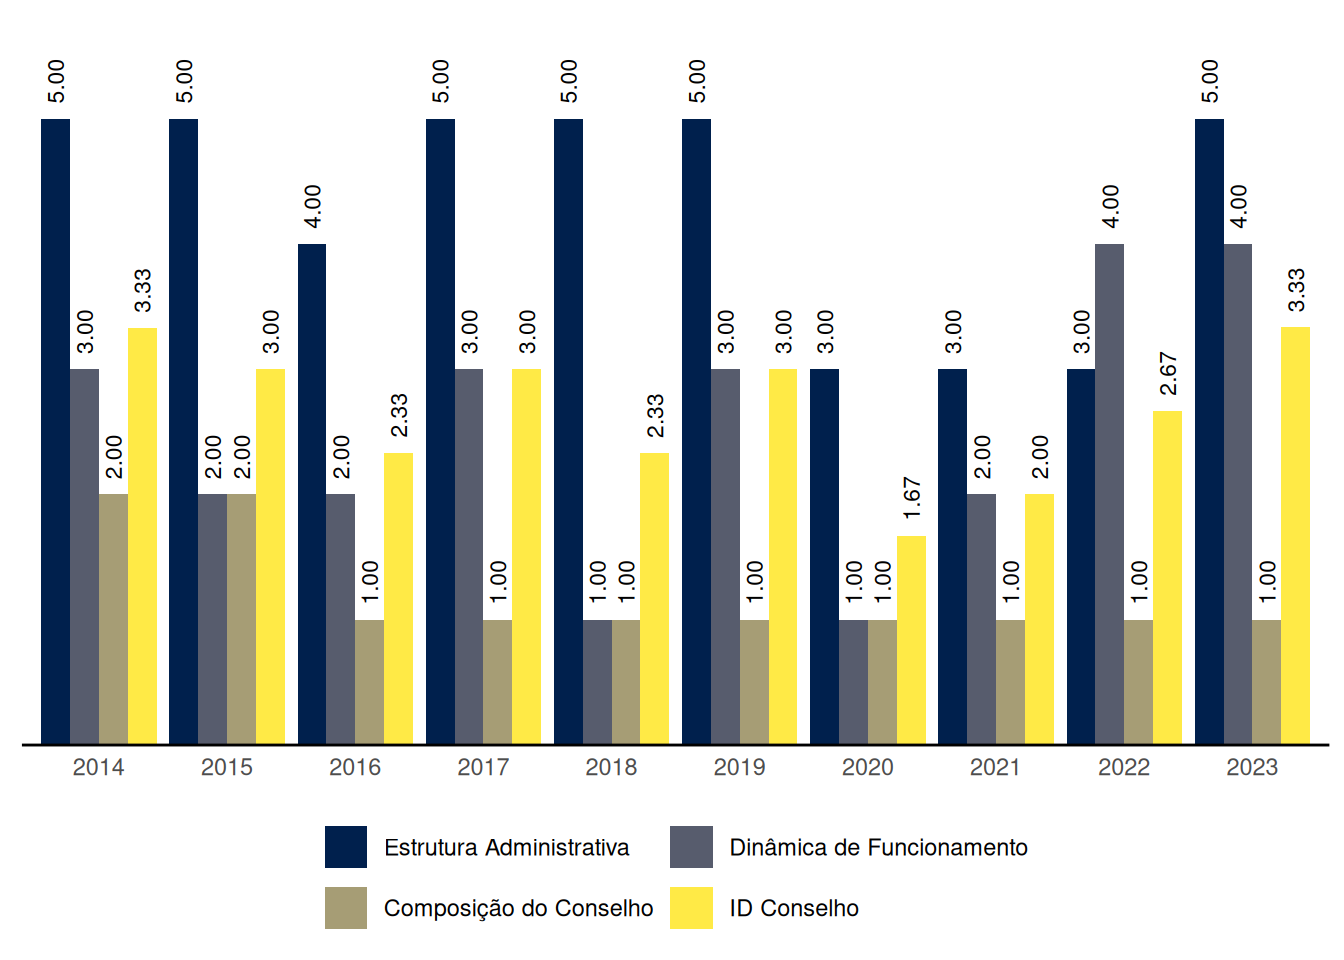 5.00 3.00 2.00 3.33
5.00 2.00 2.00 3.00
4.00 2.00 1.00 2.33
5.00 3.00 1.00 3.00
5.00 1.00 1.00 2.33
5.00 3.00 1.00 3.00
3.00 1.00 1.00 1.67
3.00 2.00 1.00 2.00
3.00 4.00 1.00 2.67
5.00 4.00 1.00 3.33
2014 2015 2016 2017 2018 2019 2020 2021 2022 2023
Estrutura Administrativa Dinâmica de Funcionamento
Composição do Conselho ID Conselho